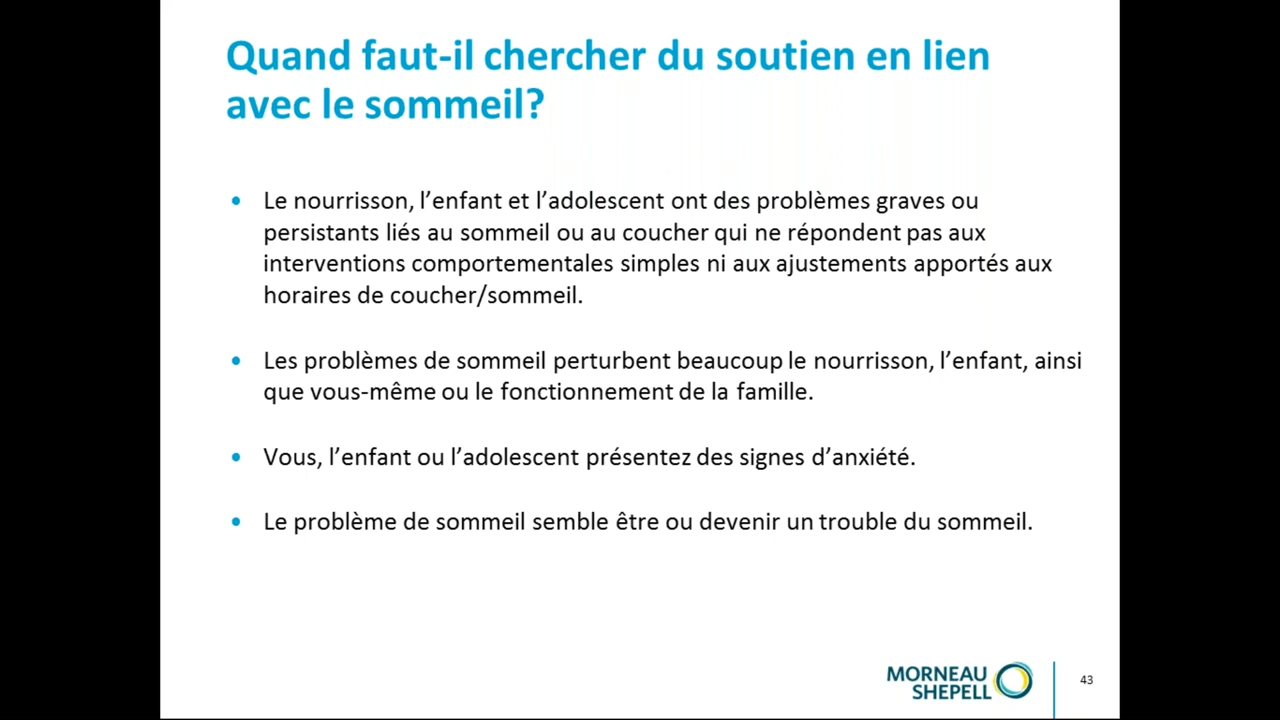 Quand faut-il chercher du soutien en lien
avec le sommeil?
• Le nourrisson, l’enfant et l’adolescent ont des problèmes graves ou
persistants liés au sommeil ou au coucher qui ne répondent pas aux
interventions comportementales simples ni aux ajustements apportés aux
horaires de coucher/sommeil.
• Les problèmes de sommeil perturbent beaucoup le nourrisson, l’enfant, ainsi
que vous-même ou le fonctionnement de la famille.
• Vous, l’enfant ou l’adolescent présentez des signes d’anxiété.
• Le problème de sommeil semble être ou devenir un trouble du sommeil.
MORNEAU
SHEPELL
43